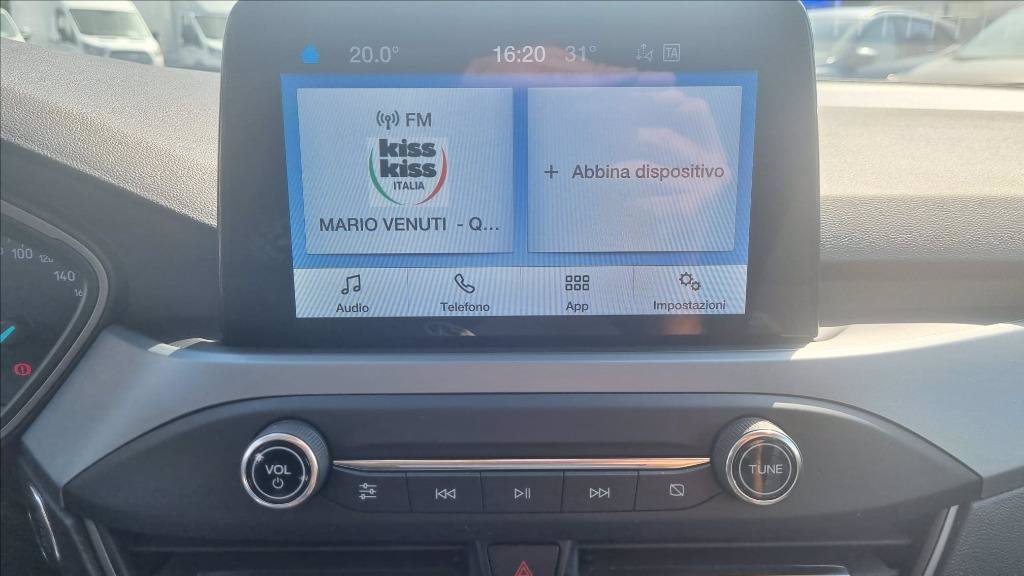 20.0° 16:20 31° TA
FM
kiss
kiss
ITALIA
MARIO VENUTI - Q...
+ Abbina dispositivo
Audio Telefono App Impostazioni
100
120
140
16
VOL
TUNE